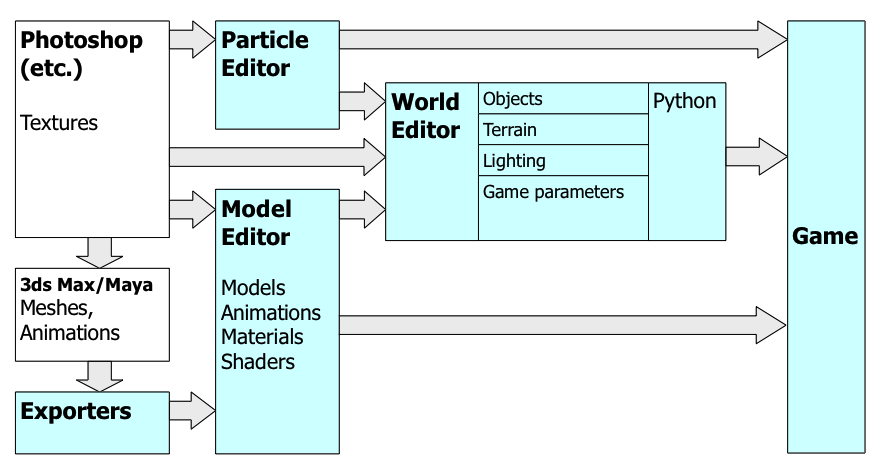 Photoshop
(etc.)
Textures
Particle
Editor
World
Editor
Objects
Terrain
Lighting
Game parameters
Python
Model
Editor
Models
Animations
Materials
Shaders
3ds Max/Maya
Meshes,
Animations
Exporters
Game